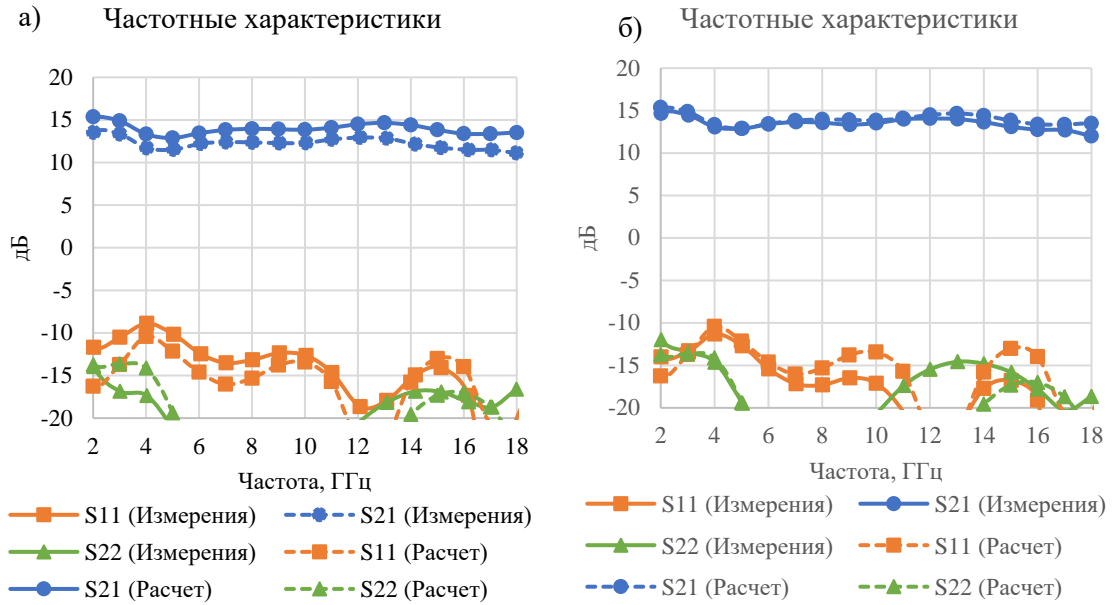 а)
Частотные характеристики
20
15
10
5
0
-5
-10
-15
-20
дБ
2 4 6 8 10 12 14 16 18
Частота, ГГц
S11 (Измерения) S21 (Измерения)
S22 (Измерения) S11 (Расчет)
S21 (Расчет) S22 (Расчет)
б)
Частотные характеристики
20
15
10
5
0
-5
-10
-15
-20
дБ
2 4 6 8 10 12 14 16 18
Частота, ГГц
S11 (Измерения) S21 (Измерения)
S22 (Измерения) S11 (Расчет)
S21 (Расчет) S22 (Расчет)